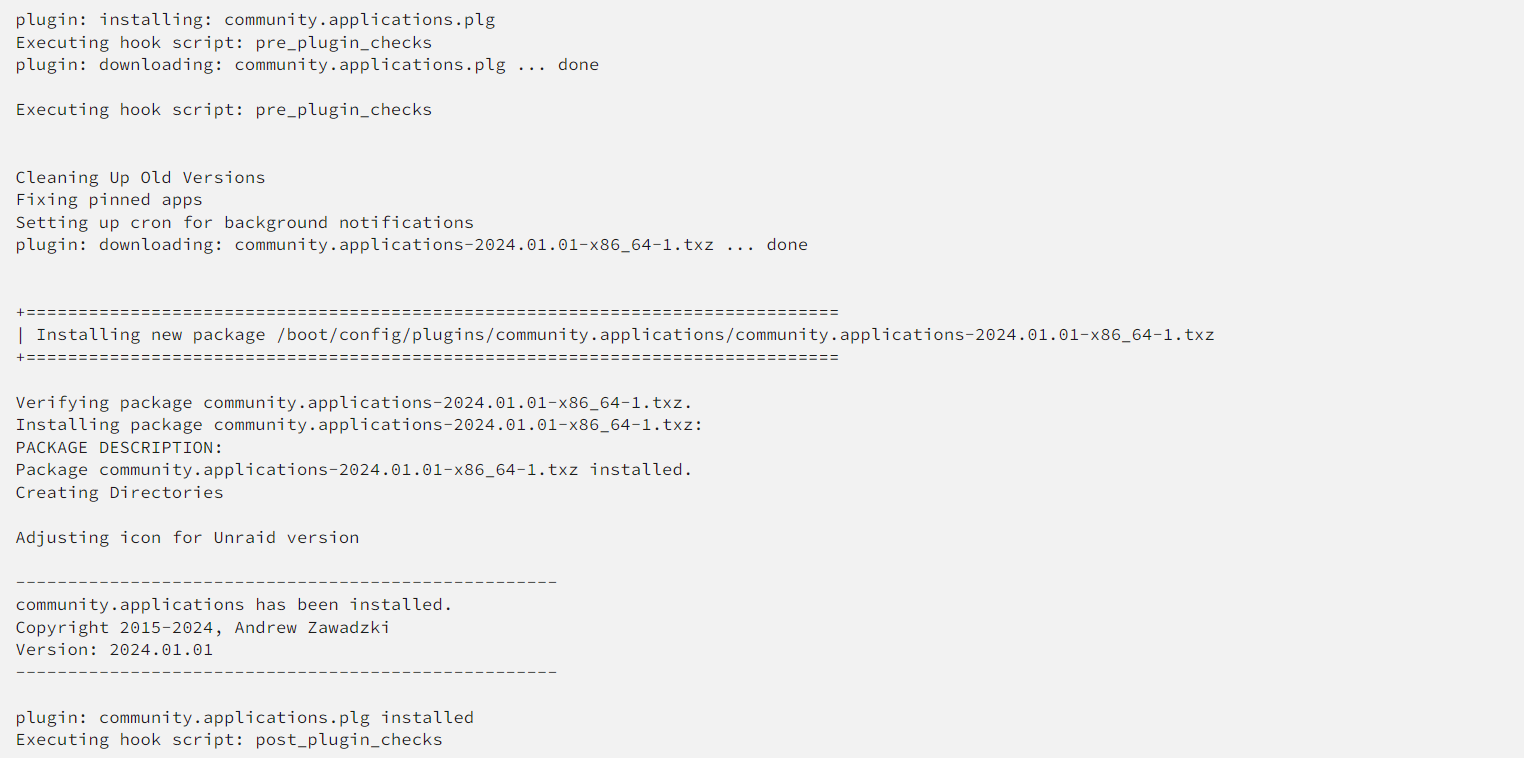 plugin: installing: community.applications.plg
Executing hook script: pre_plugin_checks
plugin: downloading: community.applications.plg ... done
Executing hook script: pre_plugin_checks
Cleaning Up Old Versions
Fixing pinned apps
Setting up cron for background notifications
plugin: downloading: community.applications-2024.01.01-x86_64-1.txz ... done
+==============================================================================
| Installing new package /boot/config/plugins/community.applications/community.applications-2024.01.01-x86_64-1.txz
+==============================================================================
Verifying package community.applications-2024.01.01-x86_64-1.txz.
Installing package community.applications-2024.01.01-x86_64-1.txz:
PACKAGE DESCRIPTION:
Package community.applications-2024.01.01-x86_64-1.txz installed.
Creating Directories
Adjusting icon for Unraid version
----------------------------------------------------
community.applications has been installed.
Copyright 2015-2024, Andrew Zawadzki
Version: 2024.01.01
----------------------------------------------------
plugin: community.applications.plg installed
Executing hook script: post_plugin_checks